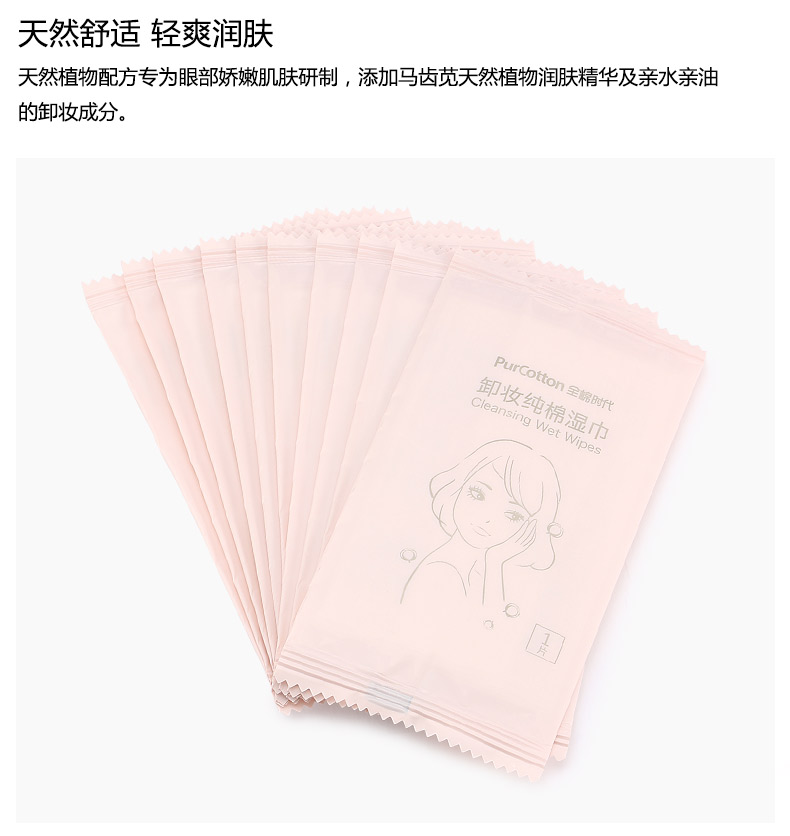 天然舒适 轻爽润肤
天然植物配方专为眼部娇嫩肌肤研制，添加马齿苋天然植物润肤精华及亲水亲油
的卸妆成分。
PurCotton 全棉时代
卸妆纯棉湿巾
Cleansing Wet Wipes
1
片